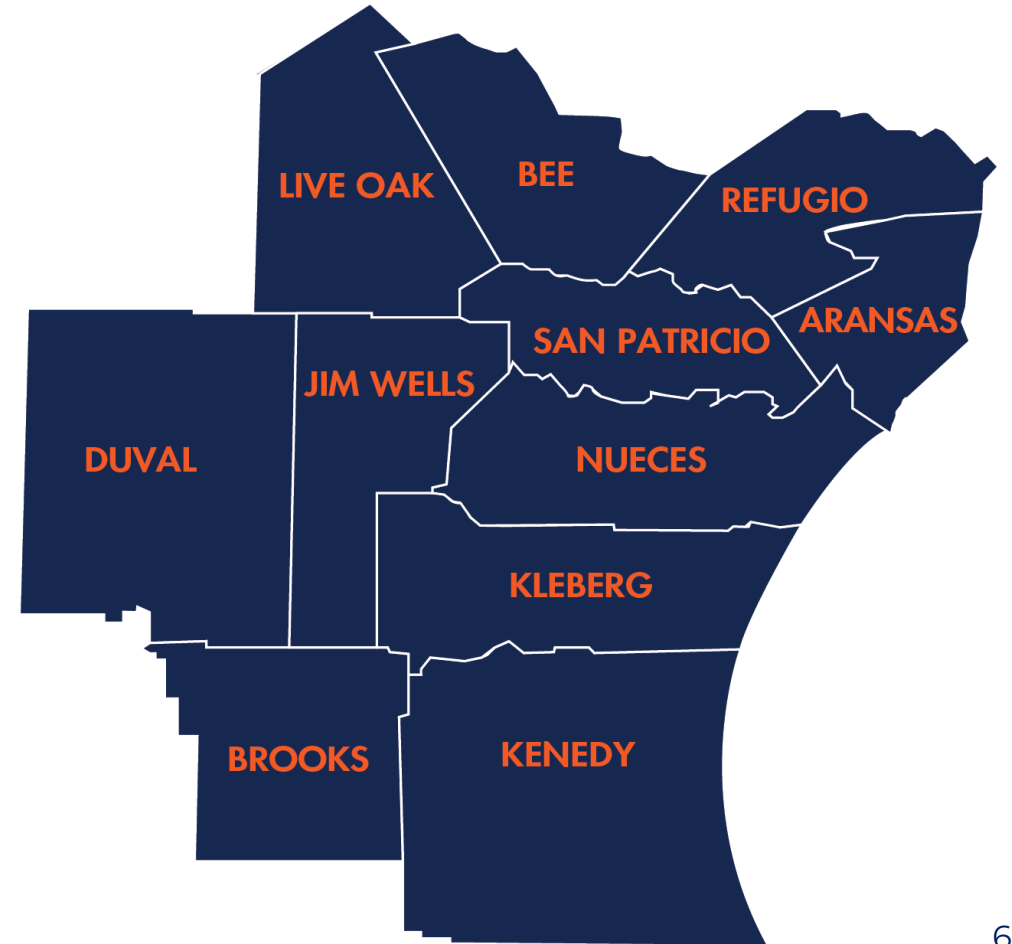 BEE
LIVE OAK
REFUGIO
ARANSAS
SAN PATRICIO
JIM WELLS
DUVAL
NUECES
KLEBERG
BROOKS
KENEDY
6